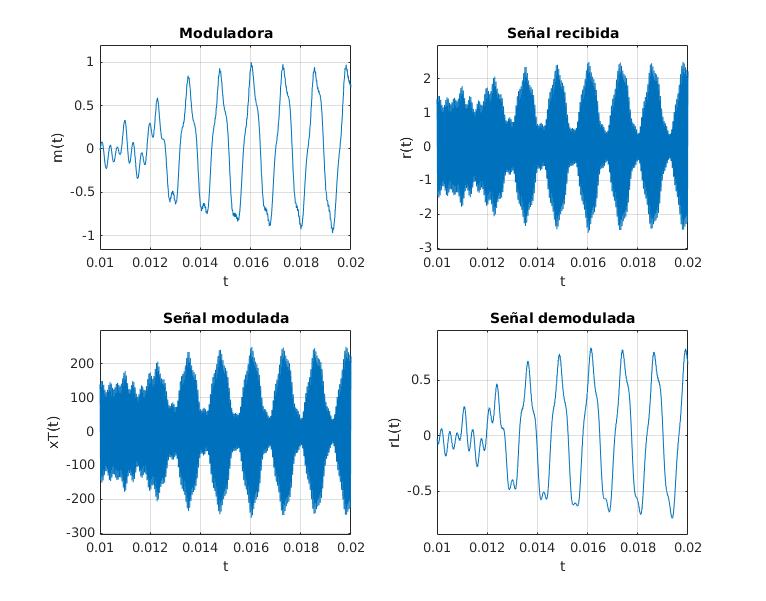 Moduladora
1
0.5
0
-0.5
-1
m(t)
0.01 0.012 0.014 0.016 0.018 0.02
t
Señal recibida
2
1
0
-1
-2
-3
r(t)
0.01 0.012 0.014 0.016 0.018 0.02
t
Señal modulada
200
100
0
-100
-200
-300
xT(t)
0.01 0.012 0.014 0.016 0.018 0.02
t
Señal demodulada
0.5
0
-0.5
rL(t)
0.01 0.012 0.014 0.016 0.018 0.02
t